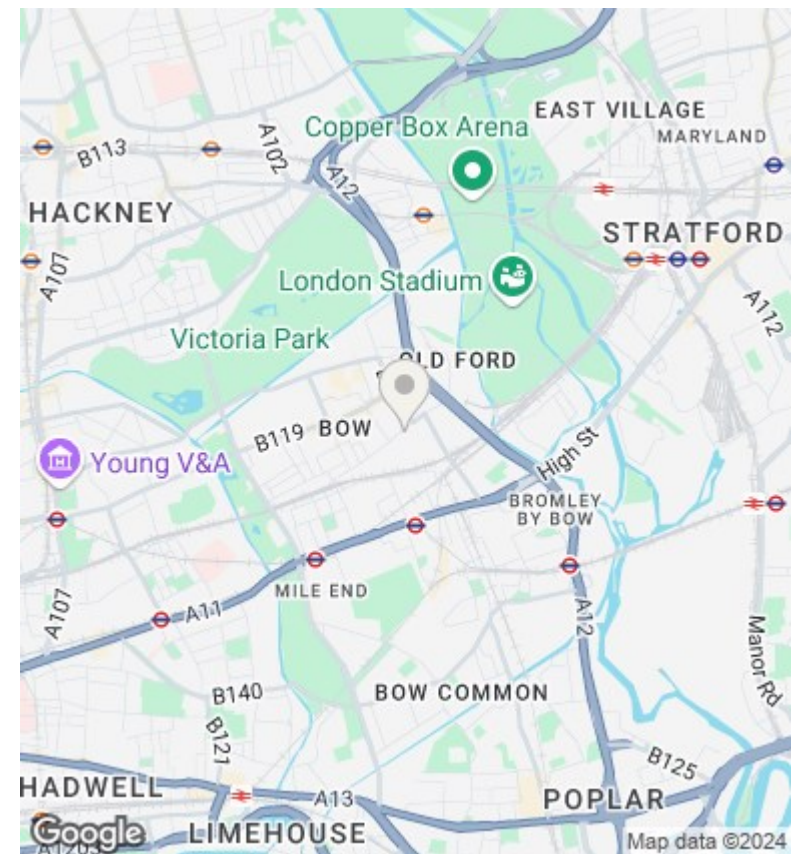 EAST VILLAGE
Copper Box Arena
MARYLAND
A102
B113
A12
HACKNEY
STRATFORD
A107
London Stadium
A112
Victoria Park
OLD FORD
B119
BOW
High St
Young V&A
BROMLEY
BY BOW
MILE END
A11
A12
A107
Manor Rd
B140
BOW COMMON
B121
B125
HADWELL
A13
POPLAR
Google
LIMEHOUSE
Map data ©2024
A1203